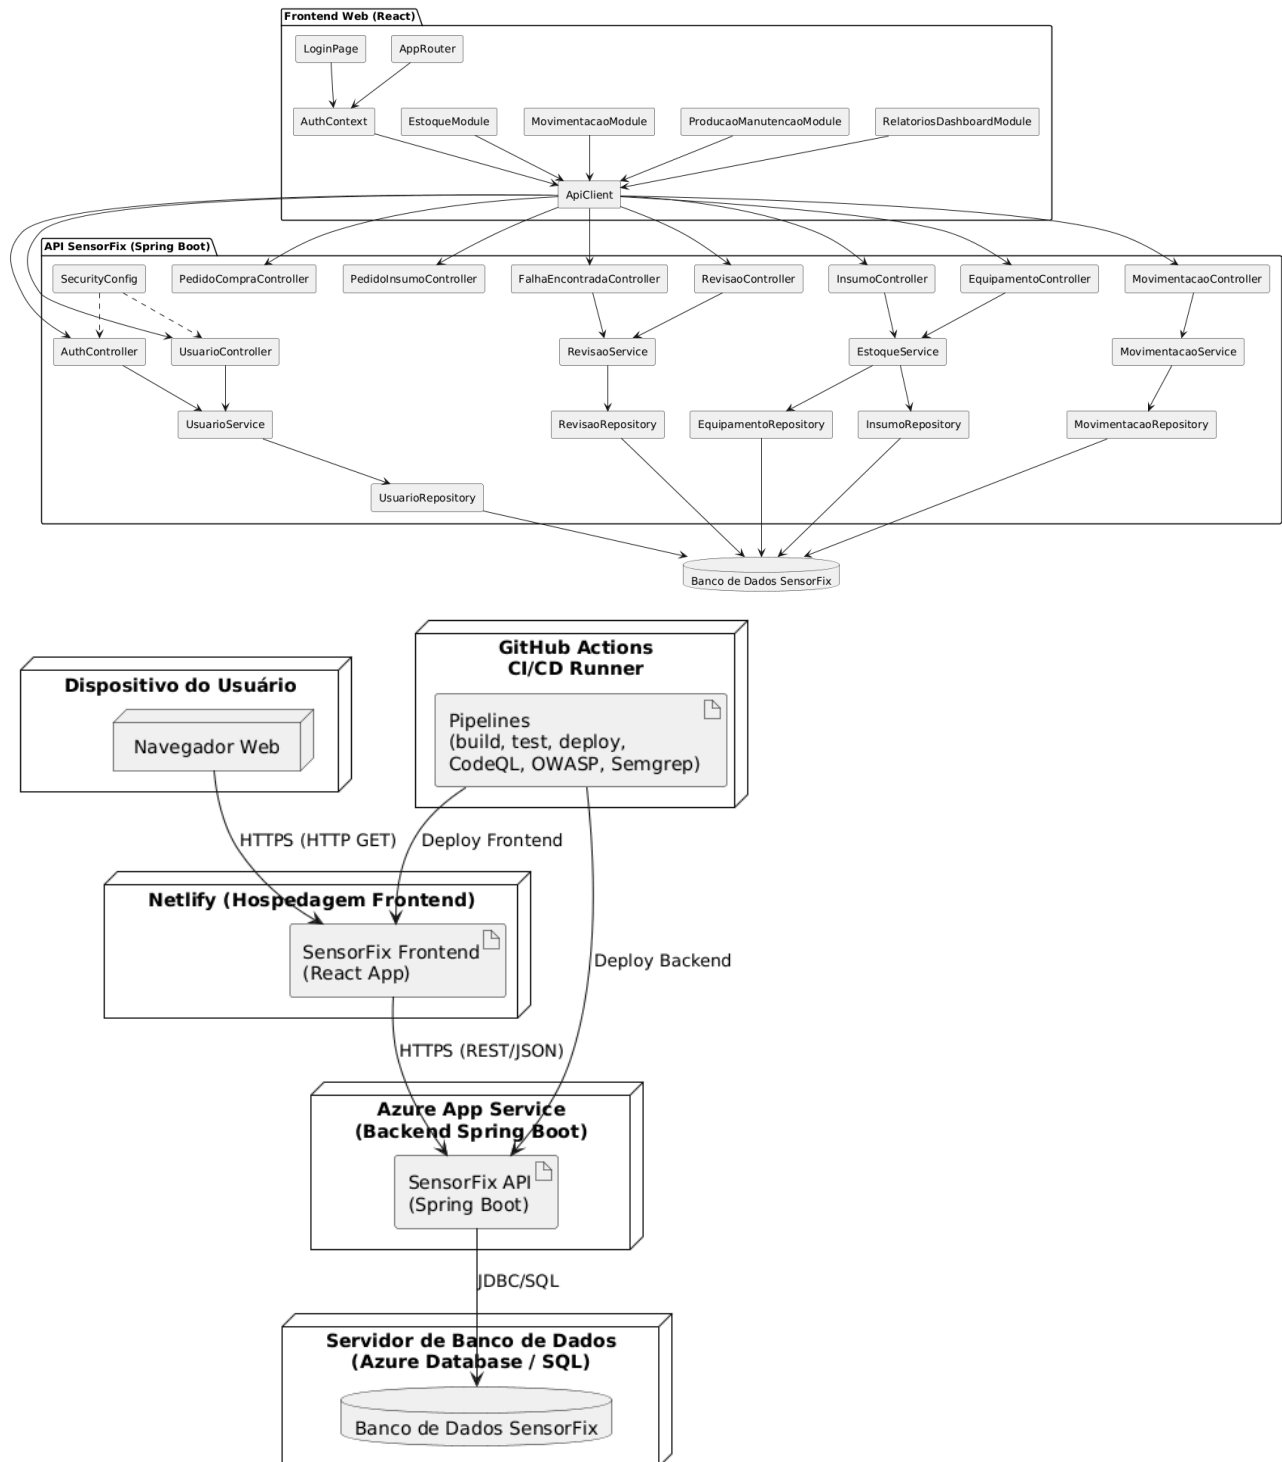 Frontend Web (React)
LoginPage
AppRouter
AuthContext
EstoqueModule
MovimentacaoModule
ProducaoManutencaoModule
RelatoriosDashboardModule
ApiClient
API SensorFix (Spring Boot)
SecurityConfig
PedidoCompraController
PedidoInsumoController
FalhaEncontradaController
RevisaoController
InsumoController
EquipamentoController
MovimentacaoController
AuthController
UsuarioController
RevisaoService
EstoqueService
MovimentacaoService
UsuarioService
RevisaoRepository
EquipamentoRepository
InsumoRepository
MovimentacaoRepository
UsuarioRepository
Banco de Dados SensorFix
GitHub Actions
CI/CD Runner
Dispositivo do Usuário
Navegador Web
Pipelines
(build, test, deploy,
CodeQL, OWASP, Semgrep)
HTTPS (HTTP GET)
Deploy Frontend
Netlify (Hospedagem Frontend)
SensorFix Frontend
(React App)
Deploy Backend
HTTPS (REST/JSON)
Azure App Service
(Backend Spring Boot)
SensorFix API
(Spring Boot)
JDBC/SQL
Servidor de Banco de Dados
(Azure Database / SQL)
Banco de Dados SensorFix